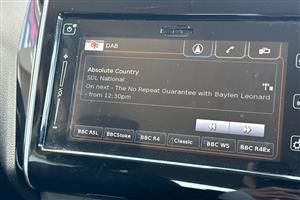 DAB
Absolute Country
SDL National
On next - The No Repeat Guarantee with Baylen Leonard
- from 12:30pm
BBC R5L
BBCStoke
BBC R4
Classic
BBC WS
BBC R4Ex